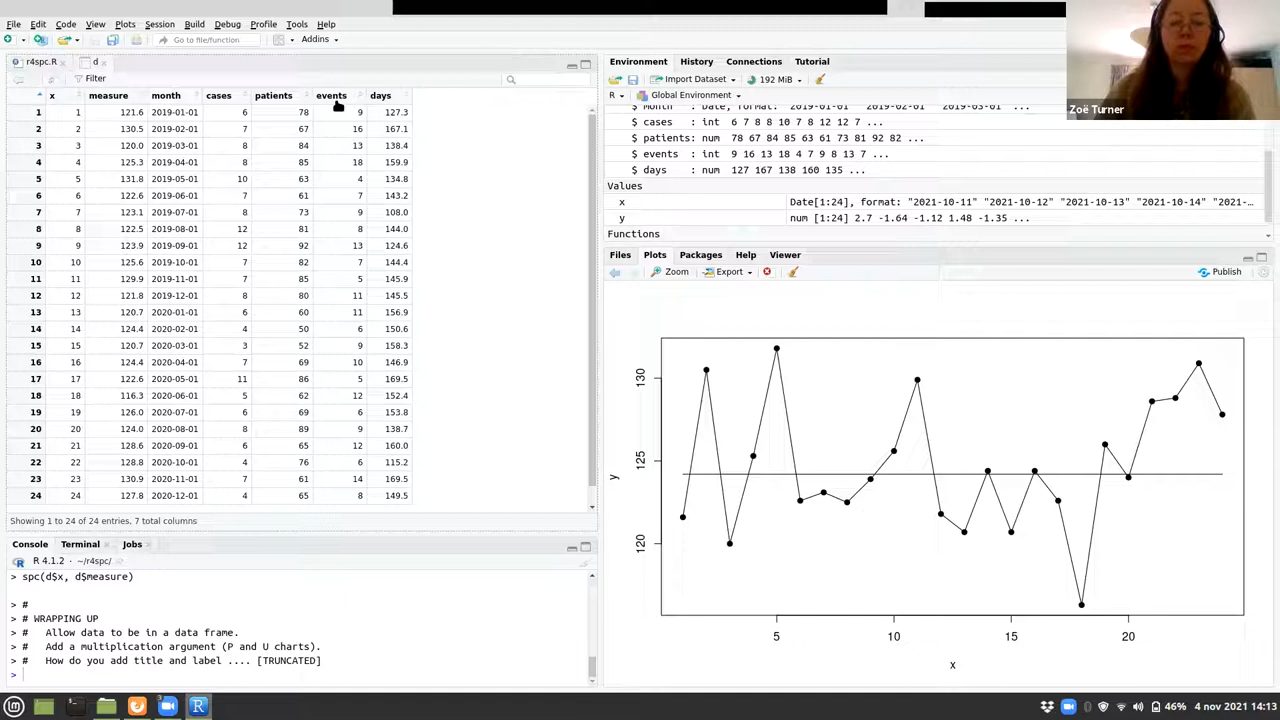 File Edit Code View Plots Session Build Debug Profile Tools Help
Go to file/function Addins
r4spc.R d
Filter
x measure month cases patients events days
1 1 121.6 2019-01-01 6 78 9 127.3
2 2 130.5 2019-02-01 7 67 16 167.1
3 3 120.0 2019-03-01 8 84 13 138.4
4 4 125.3 2019-04-01 8 85 18 159.9
5 5 131.8 2019-05-01 10 63 4 134.8
6 6 122.6 2019-06-01 7 61 7 143.2
7 7 123.1 2019-07-01 8 73 9 108.0
8 8 122.5 2019-08-01 12 81 8 144.0
9 9 123.9 2019-09-01 12 92 13 124.6
10 10 125.6 2019-10-01 7 82 7 144.4
11 11 129.9 2019-11-01 7 85 5 145.9
12 12 121.8 2019-12-01 8 80 11 145.5
13 13 120.7 2020-01-01 6 60 11 156.9
14 14 124.4 2020-02-01 4 50 6 150.6
15 15 120.7 2020-03-01 3 52 9 158.3
16 16 124.4 2020-04-01 7 69 10 146.9
17 17 122.6 2020-05-01 11 86 5 169.5
18 18 116.3 2020-06-01 5 62 12 152.4
19 19 126.0 2020-07-01 6 69 6 153.8
20 20 124.0 2020-08-01 8 89 9 138.7
21 21 128.6 2020-09-01 6 65 12 160.0
22 22 128.8 2020-10-01 4 76 6 115.2
23 23 130.9 2020-11-01 7 61 14 169.5
24 24 127.8 2020-12-01 4 65 8 149.5
Showing 1 to 24 of 24 entries, 7 total columns
Console Terminal Jobs
R 4.1.2 · ~/r4spc/
> spc(d$x, d$measure)
> #
> # WRAPPING UP
> # Allow data to be in a data frame.
> # Add a multiplication argument (P and U charts).
> # How do you add title and label .... [TRUNCATED]
>
Environment History Connections Tutorial
Import Dataset 192 MiB
R Global Environment
$ month : Date, format: "2019-01-01" "2019-02-01" "2019-03-01"
$ cases : int 6 7 8 8 10 7 8 12 12 7 ...
$ patients: num 78 67 84 85 63 61 73 81 92 82 ...
$ events : int 9 16 13 18 4 7 9 8 13 7 ...
$ days : num 127 167 138 160 135 ...
Values
x Date[1:24], format: "2021-10-11" "2021-10-12" "2021-10-13" "2021-10-14" "2021-...
y num [1:24] 2.7 -1.64 -1.12 1.48 -1.35 ...
Functions
Files Plots Packages Help Viewer
Zoom Export Publish
130
125
120
y
5 10 15 20
x
Zoë Turner
46% 4 nov 2021 14:13